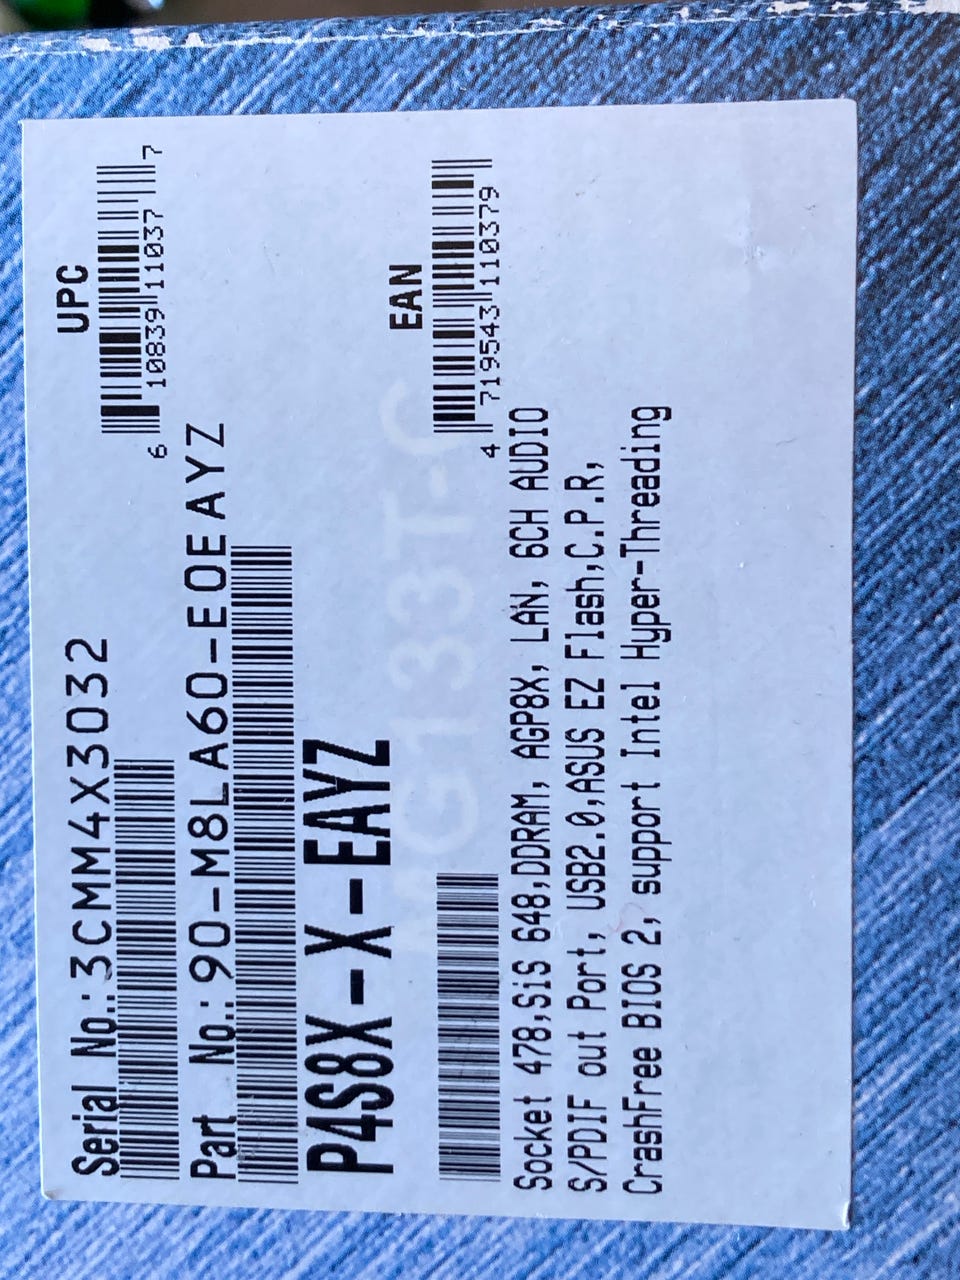 Serial No.:3CMM4X3032
UPC
6 10839 11037 7
Part No.:90-M8LA60-E0EAYZ
P4S8X-X-EAYZ
EAN
4 719543 110379
MG133T-C
Socket 478,SiS 648,DDRAM, AGP8X, LAN, 6CH AUDIO
S/PDIF out Port, USB2.0,ASUS EZ Flash,C.P.R,
CrashFree BIOS 2, support Intel Hyper-Threading